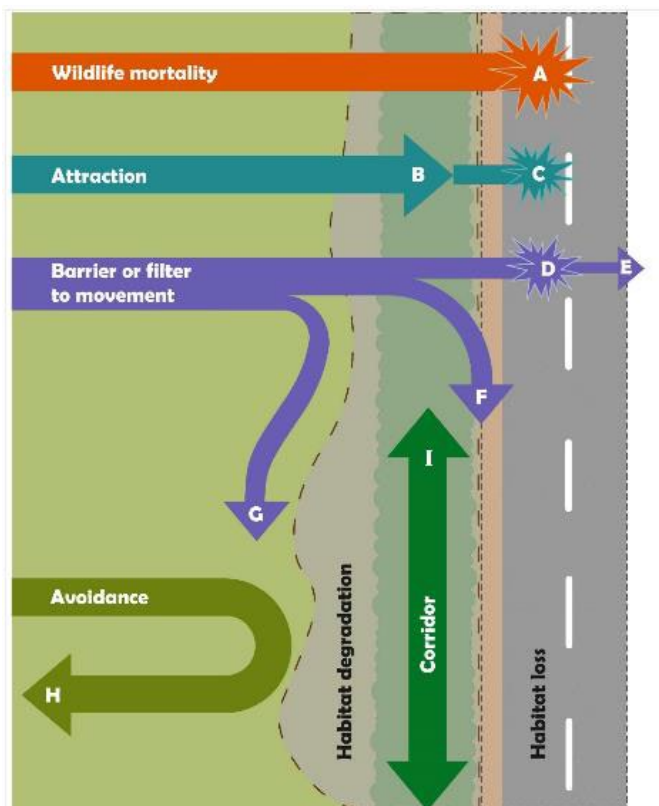 Wildlife mortality
A
Attraction
B
C
Barrier or filter
to movement
D
E
F
G
I
Avoidance
H
Habitat degradation
Corridor
Habitat loss